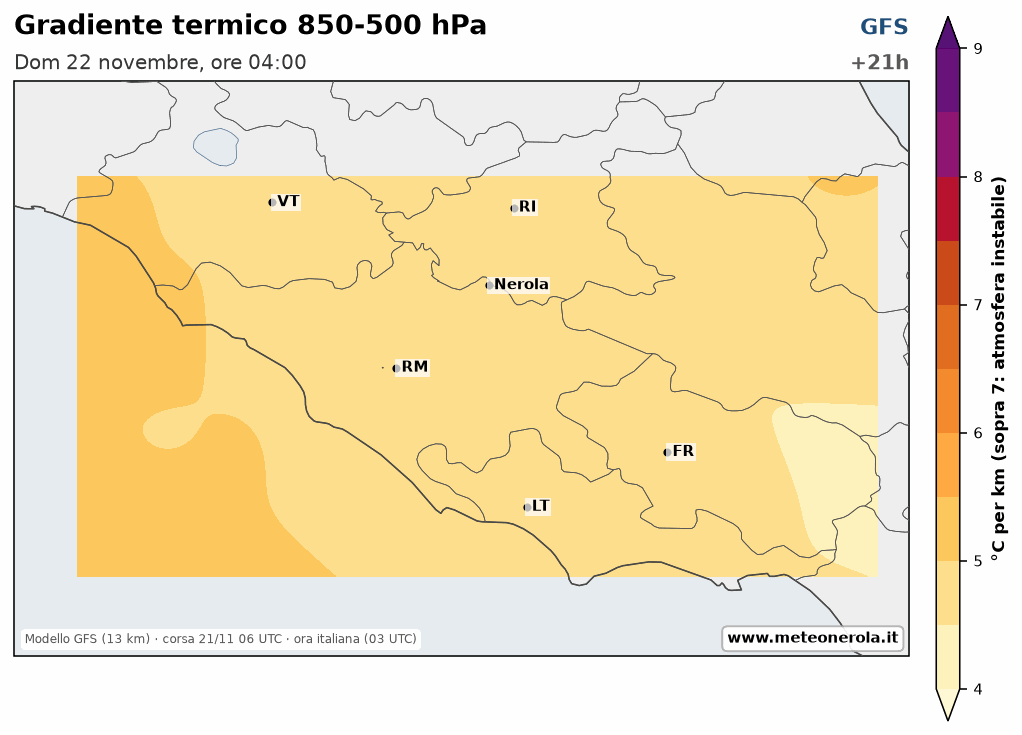 Gradiente termico 850-500 hPa
GFS
Dom 22 novembre, ore 04:00
+21h
VT
RI
Nerola
RM
FR
LT
Modello GFS (13 km) · corsa 21/11 06 UTC · ora italiana (03 UTC)
www.meteonerola.it
9
8
7
6
5
4
°C per km (sopra 7: atmosfera instabile)